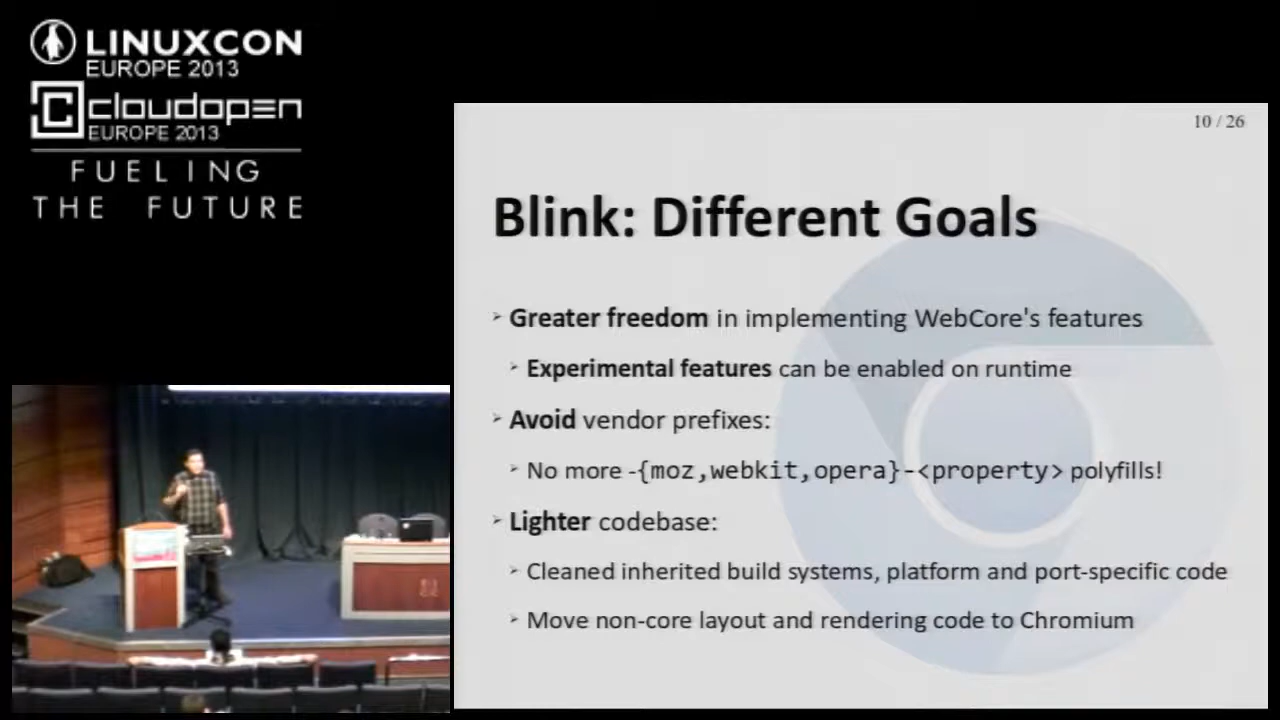 LINUXCON
EUROPE 2013
cloudopen
EUROPE 2013
FUELING
THE FUTURE
10 / 26
Blink: Different Goals
Greater freedom in implementing WebCore's features
Experimental features can be enabled on runtime
Avoid vendor prefixes:
No more -{moz,webkit,opera}-<property> polyfills!
Lighter codebase:
Cleaned inherited build systems, platform and port-specific code
Move non-core layout and rendering code to Chromium